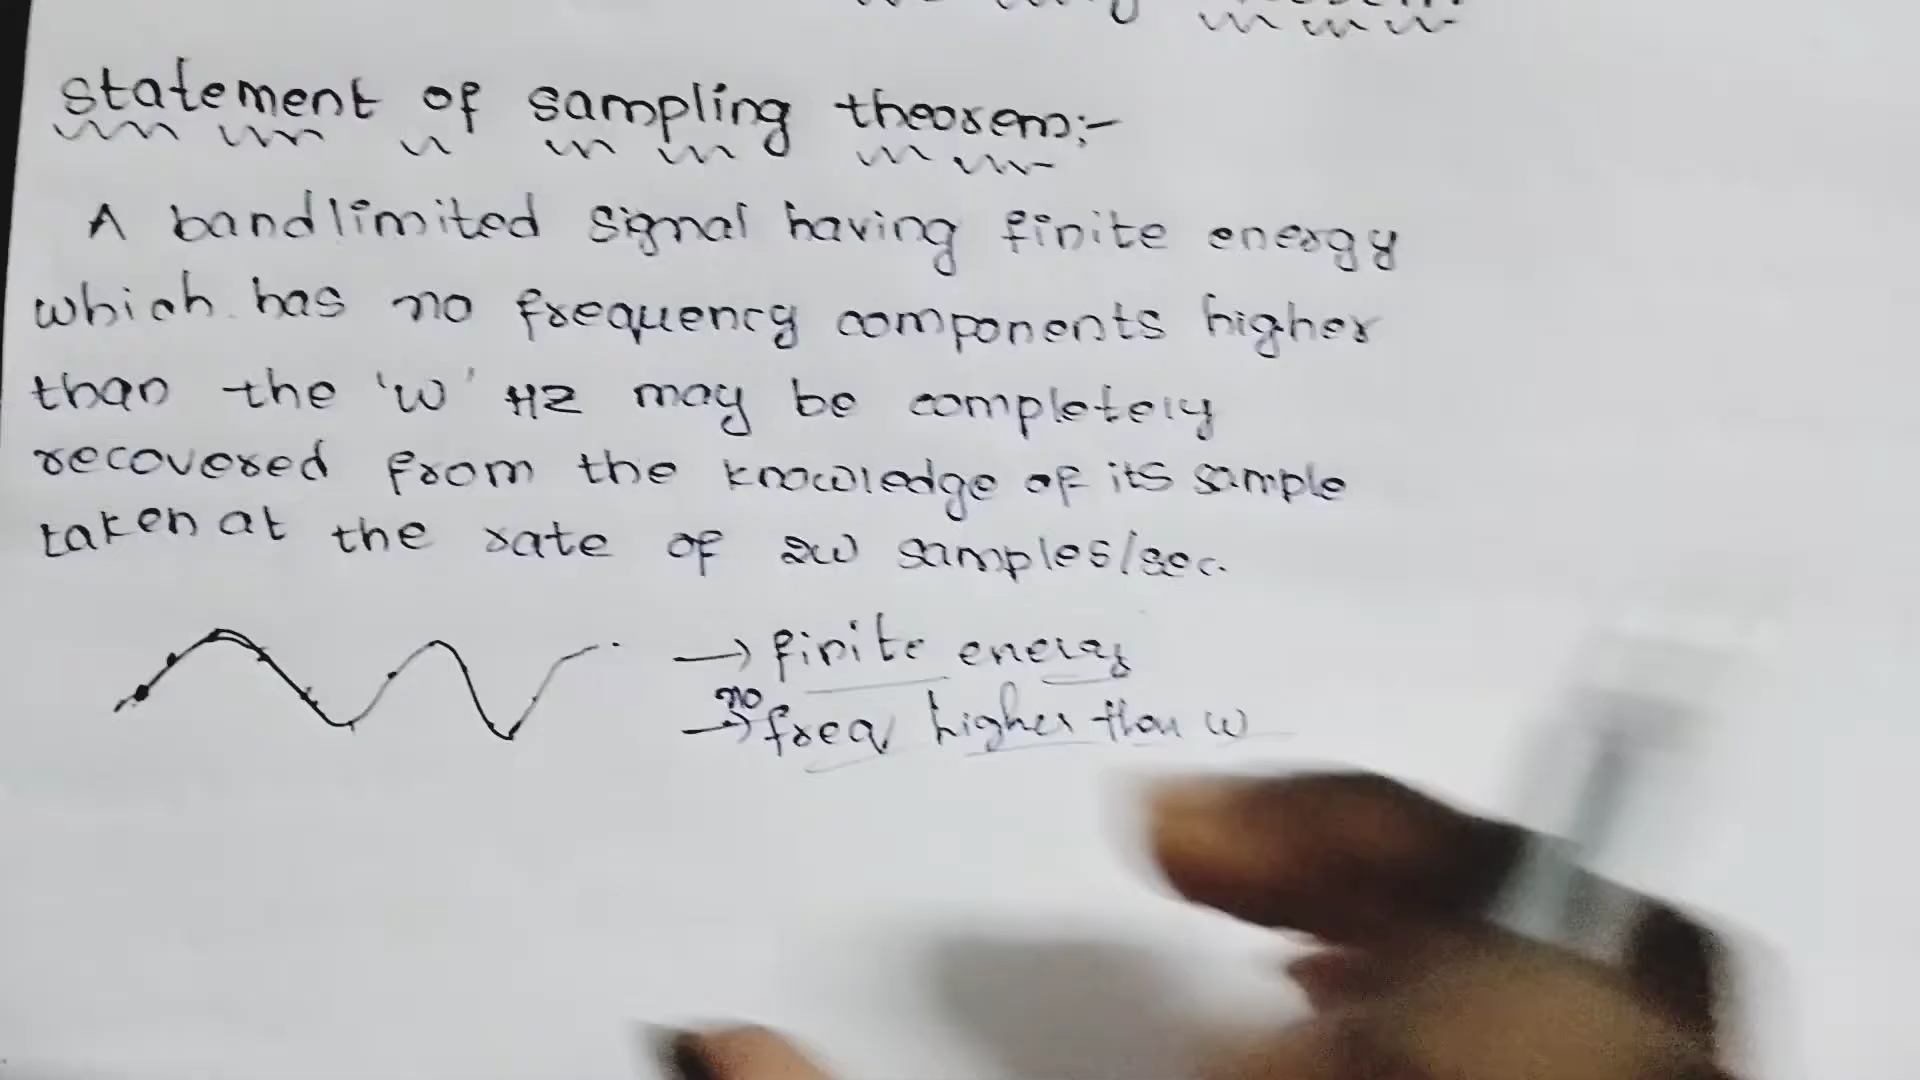 statement of sampling theorem:-
A bandlimited signal having finite energy
which has no frequency components higher
than the 'W' HZ may be completely
recovered from the knowledge of its sample
taken at the rate of 2W samples/sec.
→ finite energy
→ no freq higher than W